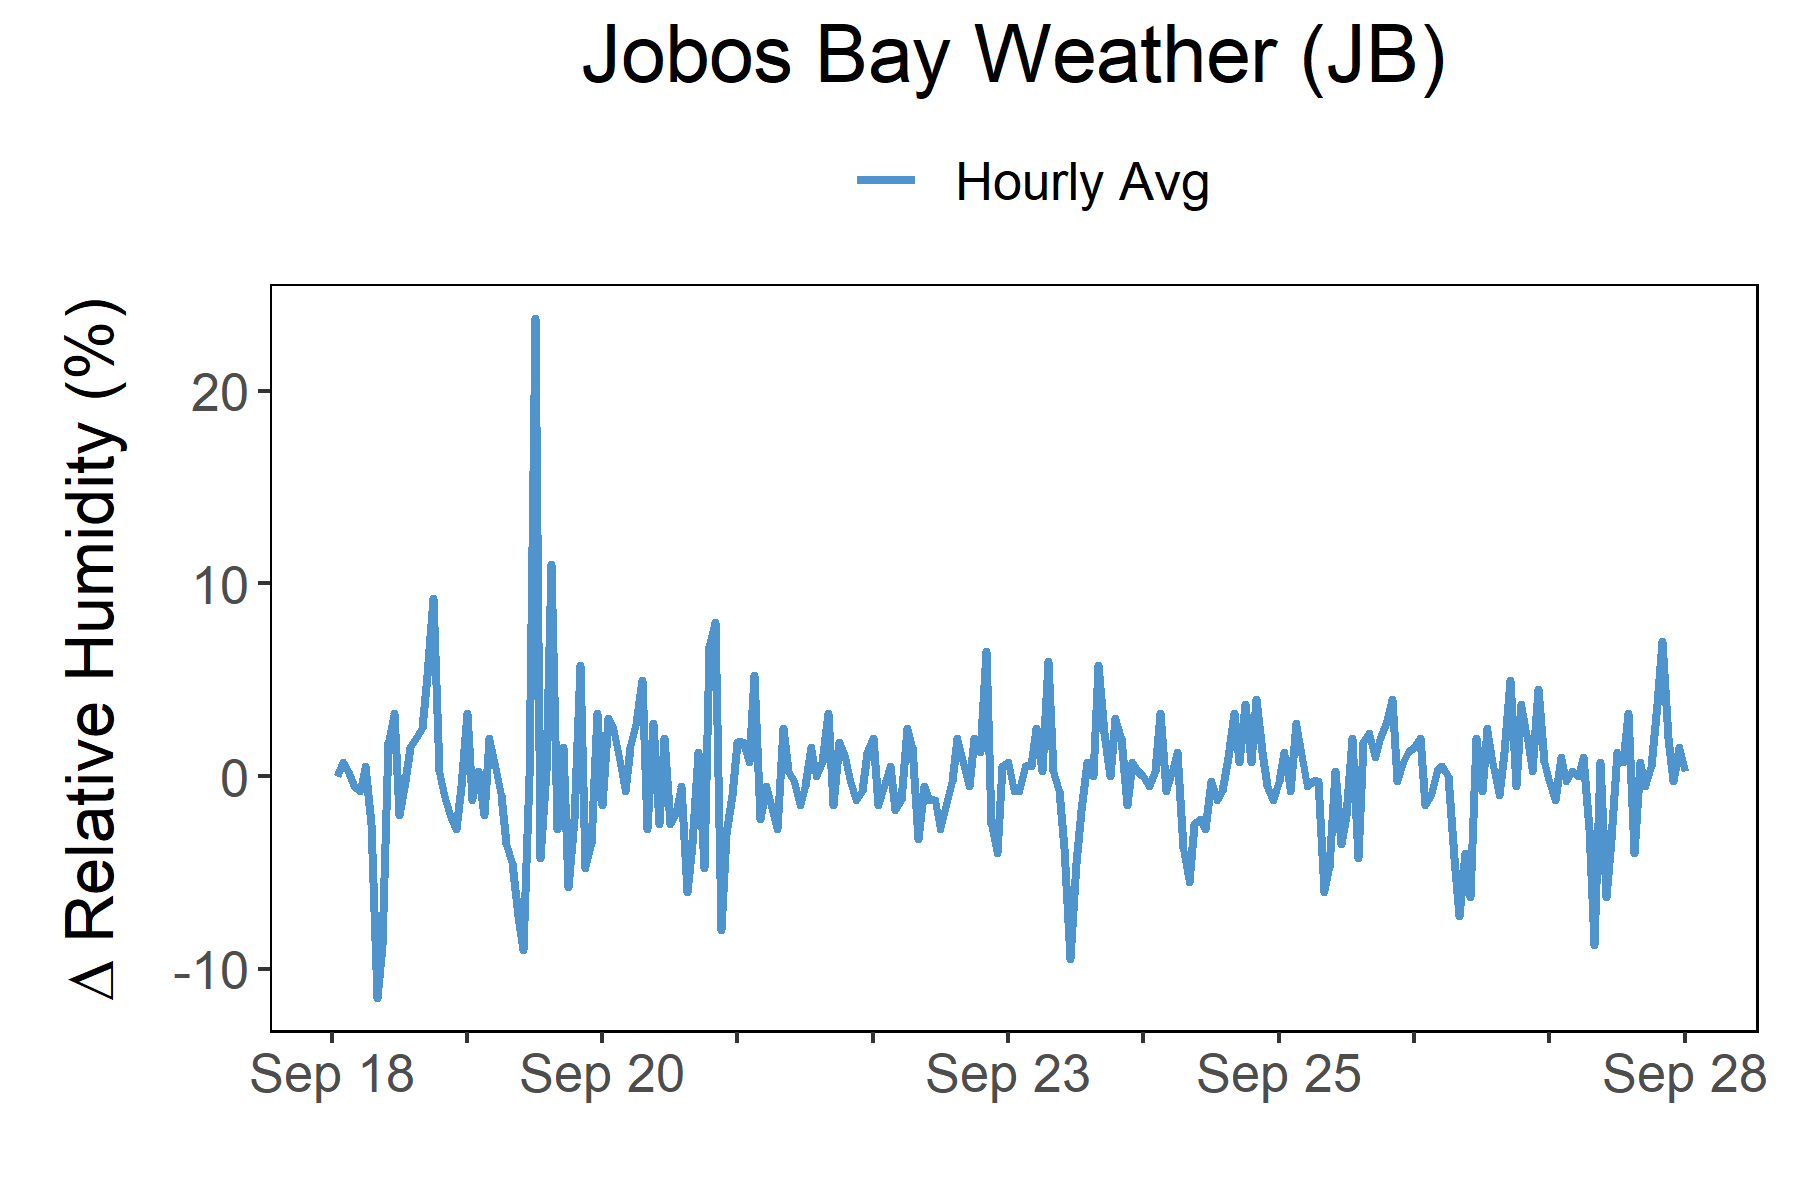 Jobos Bay Weather (JB)
Hourly Avg
Δ Relative Humidity (%)
20
10
0
-10
Sep 18 Sep 20 Sep 23 Sep 25 Sep 28